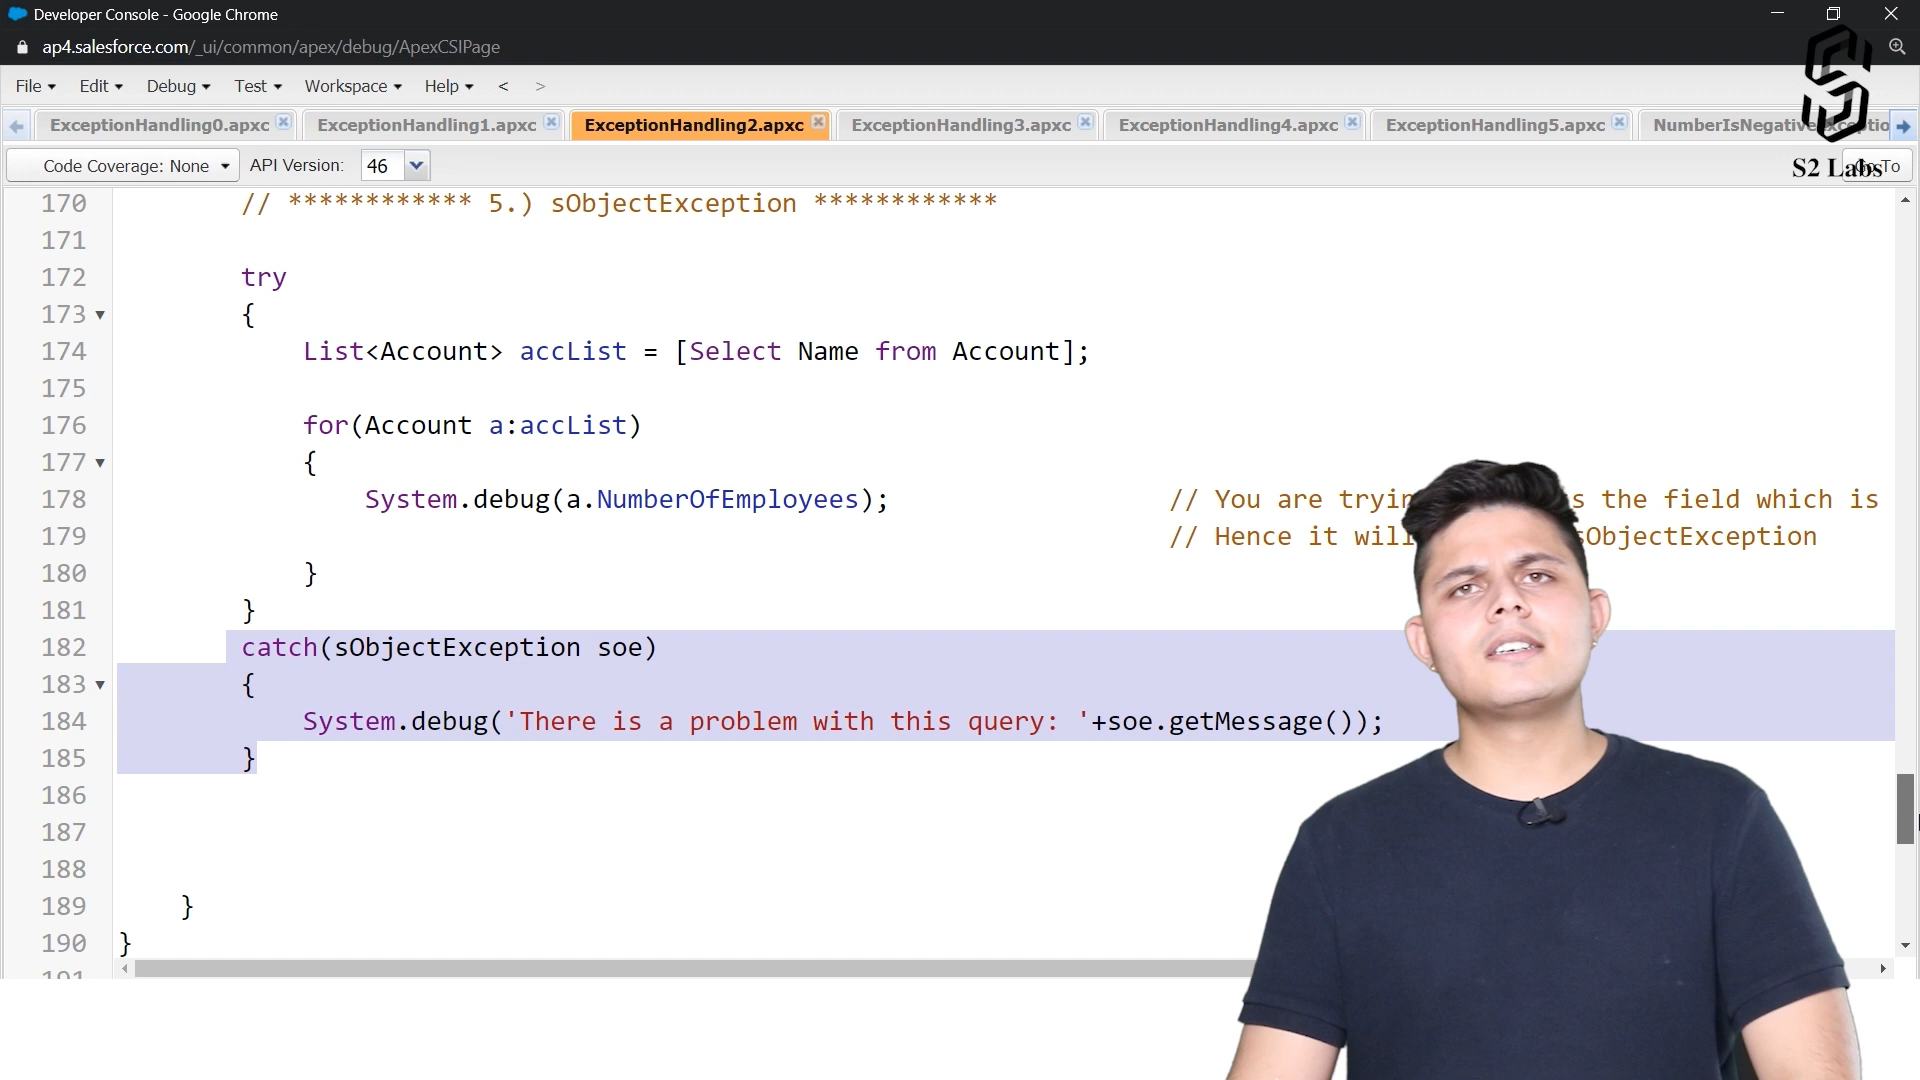 Developer Console - Google Chrome
ap4.salesforce.com/_ui/common/apex/debug/ApexCSIPage
File Edit Debug Test Workspace Help < >
ExceptionHandling0.apxc ExceptionHandling1.apxc ExceptionHandling2.apxc ExceptionHandling3.apxc ExceptionHandling4.apxc ExceptionHandling5.apxc NumberIsNegative
Code Coverage: None API Version: 46 To
S2 Labs
170 // ************ 5.) sObjectException ************
171
172 try
173 {
174 List<Account> accList = [Select Name from Account];
175
176 for(Account a:accList)
177 {
178 System.debug(a.NumberOfEmployees); // You are the field which is
179 // Hence it sObjectException
180 }
181 }
182 catch(sObjectException soe)
183 {
184 System.debug('There is a problem with this query: '+soe.getMessage());
185 }
186
187
188
189 }
190 }